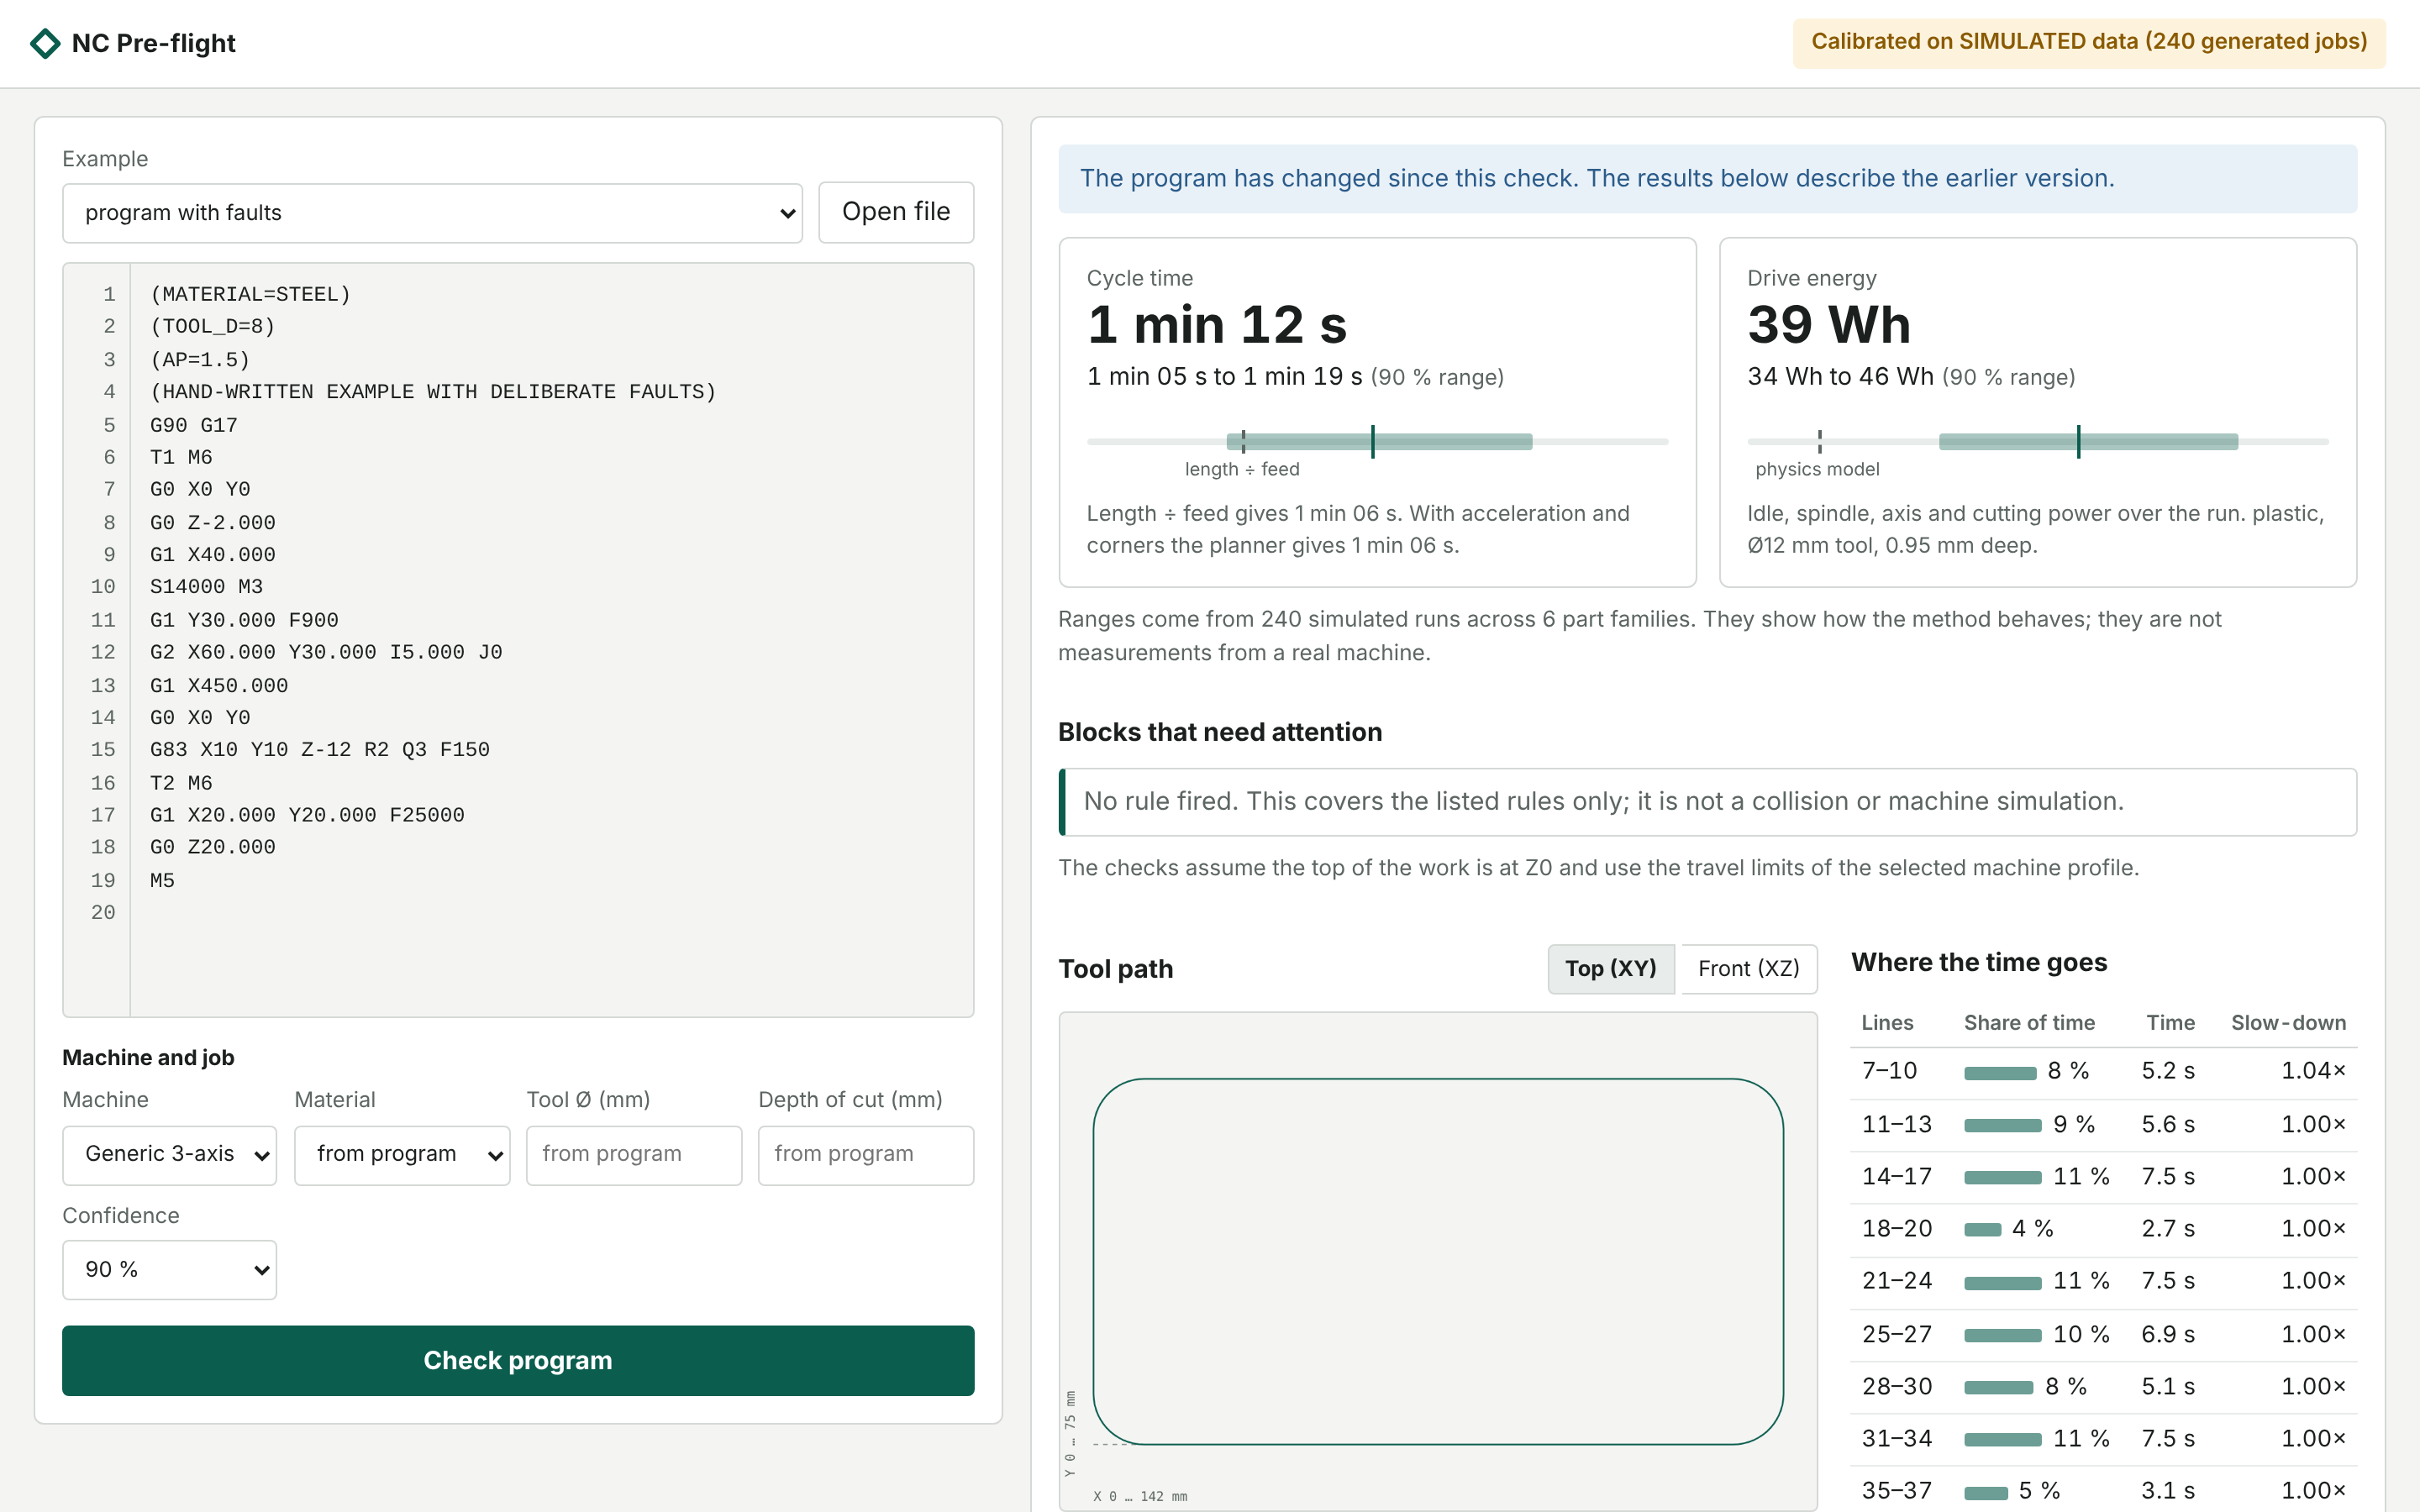 NC Pre-flight
Calibrated on SIMULATED data (240 generated jobs)
Example
program with faults
Open file
1 (MATERIAL=STEEL)
2 (TOOL_D=8)
3 (AP=1.5)
4 (HAND-WRITTEN EXAMPLE WITH DELIBERATE FAULTS)
5 G90 G17
6 T1 M6
7 G0 X0 Y0
8 G0 Z-2.000
9 G1 X40.000
10 S14000 M3
11 G1 Y30.000 F900
12 G2 X60.000 Y30.000 I5.000 J0
13 G1 X450.000
14 G0 X0 Y0
15 G83 X10 Y10 Z-12 R2 Q3 F150
16 T2 M6
17 G1 X20.000 Y20.000 F25000
18 G0 Z20.000
19 M5
20
Machine and job
Machine Material Tool Ø (mm) Depth of cut (mm)
Generic 3-axis from program from program from program
Confidence
90 %
Check program
The program has changed since this check. The results below describe the earlier version.
Cycle time
1 min 12 s
1 min 05 s to 1 min 19 s (90 % range)
length ÷ feed
Length ÷ feed gives 1 min 06 s. With acceleration and
corners the planner gives 1 min 06 s.
Drive energy
39 Wh
34 Wh to 46 Wh (90 % range)
physics model
Idle, spindle, axis and cutting power over the run. plastic,
Ø12 mm tool, 0.95 mm deep.
Ranges come from 240 simulated runs across 6 part families. They show how the method behaves; they are not
measurements from a real machine.
Blocks that need attention
No rule fired. This covers the listed rules only; it is not a collision or machine simulation.
The checks assume the top of the work is at Z0 and use the travel limits of the selected machine profile.
Tool path
Top (XY) Front (XZ)
Y 0 … 75 mm
X 0 … 142 mm
Where the time goes
Lines Share of time Time Slow-down
7–10 8 % 5.2 s 1.04×
11–13 9 % 5.6 s 1.00×
14–17 11 % 7.5 s 1.00×
18–20 4 % 2.7 s 1.00×
21–24 11 % 7.5 s 1.00×
25–27 10 % 6.9 s 1.00×
28–30 8 % 5.1 s 1.00×
31–34 11 % 7.5 s 1.00×
35–37 5 % 3.1 s 1.00×